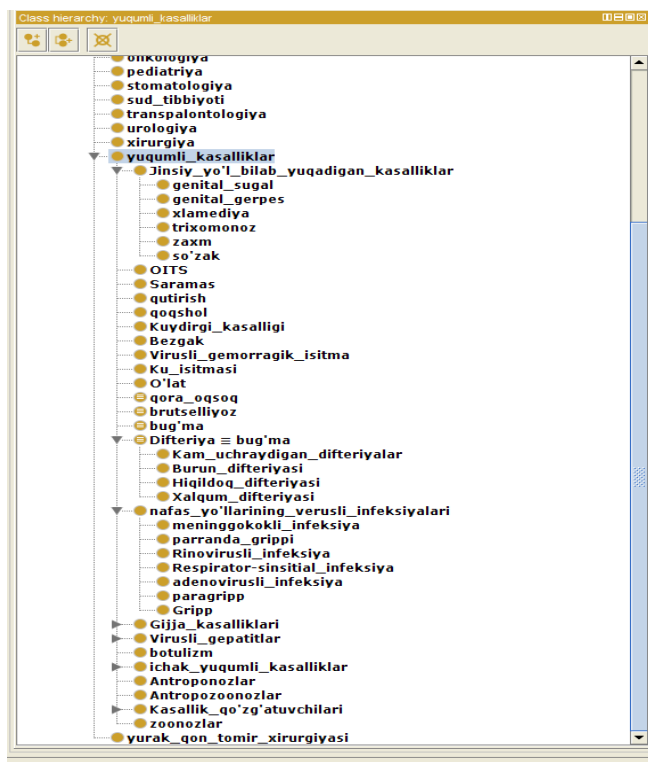 Class hierarchy: yuqumli_kasalliklar
onkologiya
pediatriya
stomatologiya
sud_tibbiyoti
transpalontologiya
urologiya
xirurgiya
yuqumli_kasalliklar
Jinsiy_yo'l_bilab_yuqadigan_kasalliklar
genital_sugal
genital_gerpes
xlamediya
trixomonoz
zaxm
so'zak
OITS
Saramas
qutirish
qoqshol
Kuydirgi_kasalligi
Bezgak
Virusli_gemorragik_isitma
Ku_isitmasi
O'lat
qora_oqsoq
brutselliyoz
bug'ma
Difteriya ≡ bug'ma
Kam_uchraydigan_difteriyalar
Burun_difteriyasi
Hiqildoq_difteriyasi
Xalqum_difteriyasi
nafas_yo'llarining_verusli_infeksiyalari
meninggokokli_infeksiya
parranda_grippi
Rinovirusli_infeksiya
Respirator-sinsitial_infeksiya
adenovirusli_infeksiya
paragripp
Gripp
Gijja_kasalliklari
Virusli_gepatitlar
botulizm
ichak_yuqumli_kasalliklar
Antroponozlar
Antropozoonozlar
Kasallik_qo'zg'atuvchilari
zoonozlar
yurak_qon_tomir_xirurgiyasi